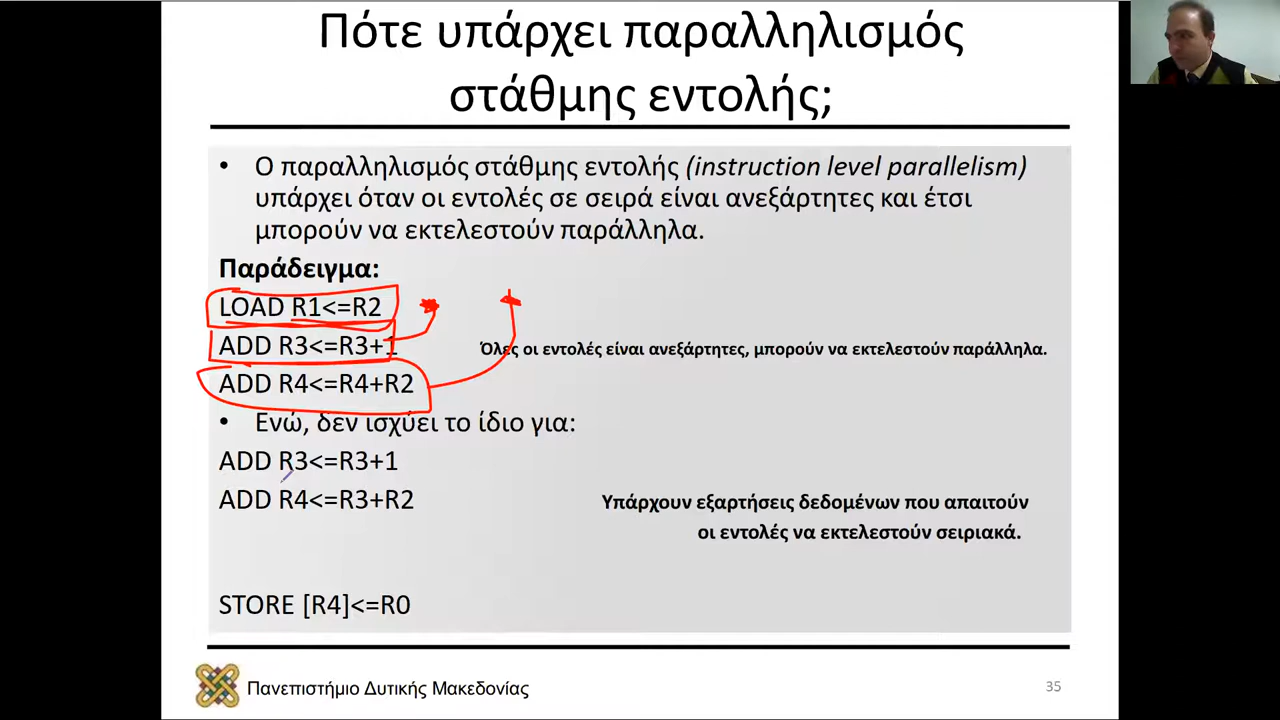 Πότε υπάρχει παραλληλισμός
στάθμης εντολής;
• Ο παραλληλισμός στάθμης εντολής (instruction level parallelism)
υπάρχει όταν οι εντολές σε σειρά είναι ανεξάρτητες και έτσι
μπορούν να εκτελεστούν παράλληλα.
Παράδειγμα:
LOAD R1<=R2
ADD R3<=R3+1
Όλες οι εντολές είναι ανεξάρτητες, μπορούν να εκτελεστούν παράλληλα.
ADD R4<=R4+R2
• Ενώ, δεν ισχύει το ίδιο για:
ADD R3<=R3+1
ADD R4<=R3+R2
Υπάρχουν εξαρτήσεις δεδομένων που απαιτούν
οι εντολές να εκτελεστούν σειριακά.
STORE [R4]<=R0
Πανεπιστήμιο Δυτικής Μακεδονίας
35